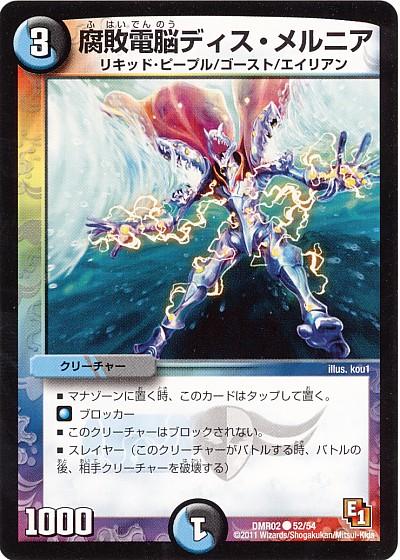 3
ふはいでんのう
腐敗電脳ディス・メルニア
リキッド・ピープル/ゴースト/エイリアン
クリーチャー
illus. kou1
■ マナゾーンに置く時、このカードはタップして置く。
ブロッカー
■ このクリーチャーはブロックされない。
■ スレイヤー（このクリーチャーがバトルする時、バトルの
後、相手クリーチャーを破壊する）
1000
1
DMR02 ● 52/54
©2011 Wizards/Shogakukan/Mitsui-Kids
E1